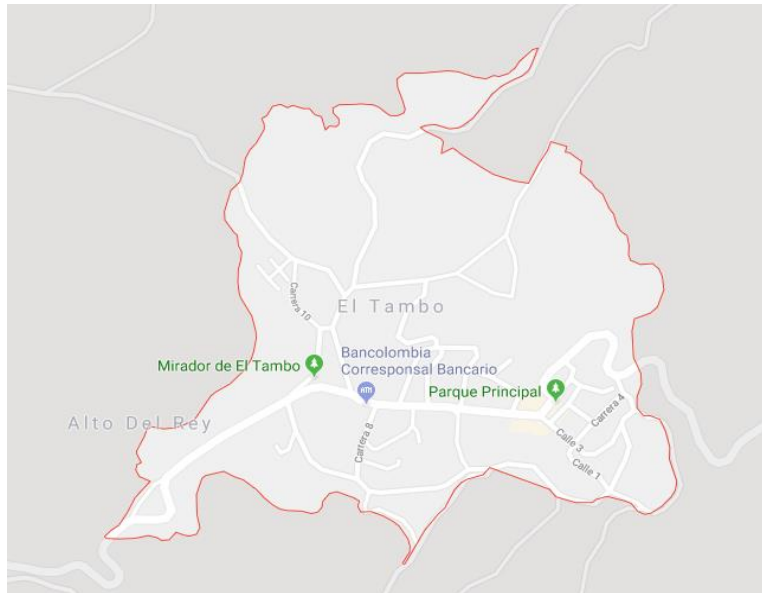 Carrera 10
El Tambo
Mirador de El Tambo
Bancolombia
Corresponsal Bancario
ATM
Parque Principal
Alto Del Rey
Carrera 8
Carrera 4
Calle 3
Calle 1